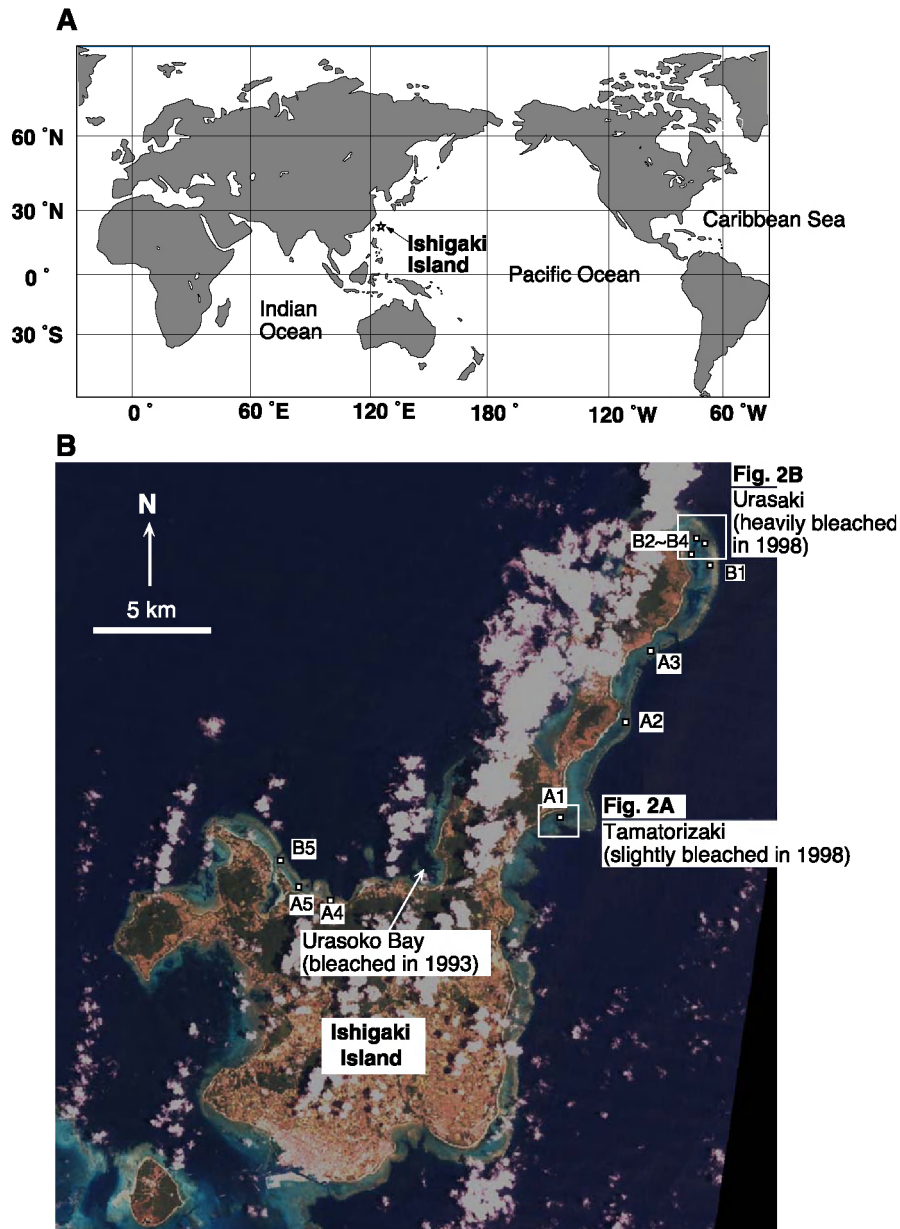 A
60 °N
30 °N
0 °
30 °S
Caribbean Sea
Ishigaki
Island
Pacific Ocean
Indian
Ocean
0 °
60 °E
120 °E
180 °
120 °W
60 °W
B
N
5 km
Fig. 2B
Urasaki
(heavily bleached
in 1998)
B2~B4
B1
A3
A2
A1
Fig. 2A
Tamatorizaki
(slightly bleached in 1998)
B5
A5
A4
Urasoko Bay
(bleached in 1993)
Ishigaki
Island